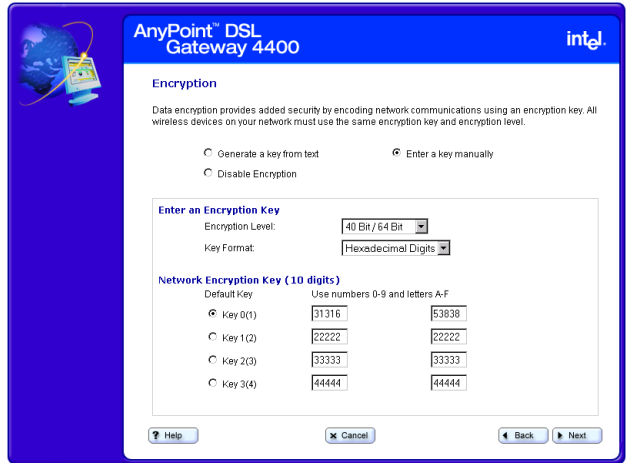 AnyPoint™ DSL
Gateway 4400
intel.
Encryption
Data encryption provides added security by encoding network communications using an encryption key. All
wireless devices on your network must use the same encryption key and encryption level.
Generate a key from text
Enter a key manually
Disable Encryption
Enter an Encryption Key
Encryption Level: 40 Bit / 64 Bit
Key Format: Hexadecimal Digits
Network Encryption Key (10 digits)
Default Key Use numbers 0-9 and letters A-F
Key 0(1) 31316 53838
Key 1(2) 22222 22222
Key 2(3) 33333 33333
Key 3(4) 44444 44444
? Help
x Cancel
Back
Next